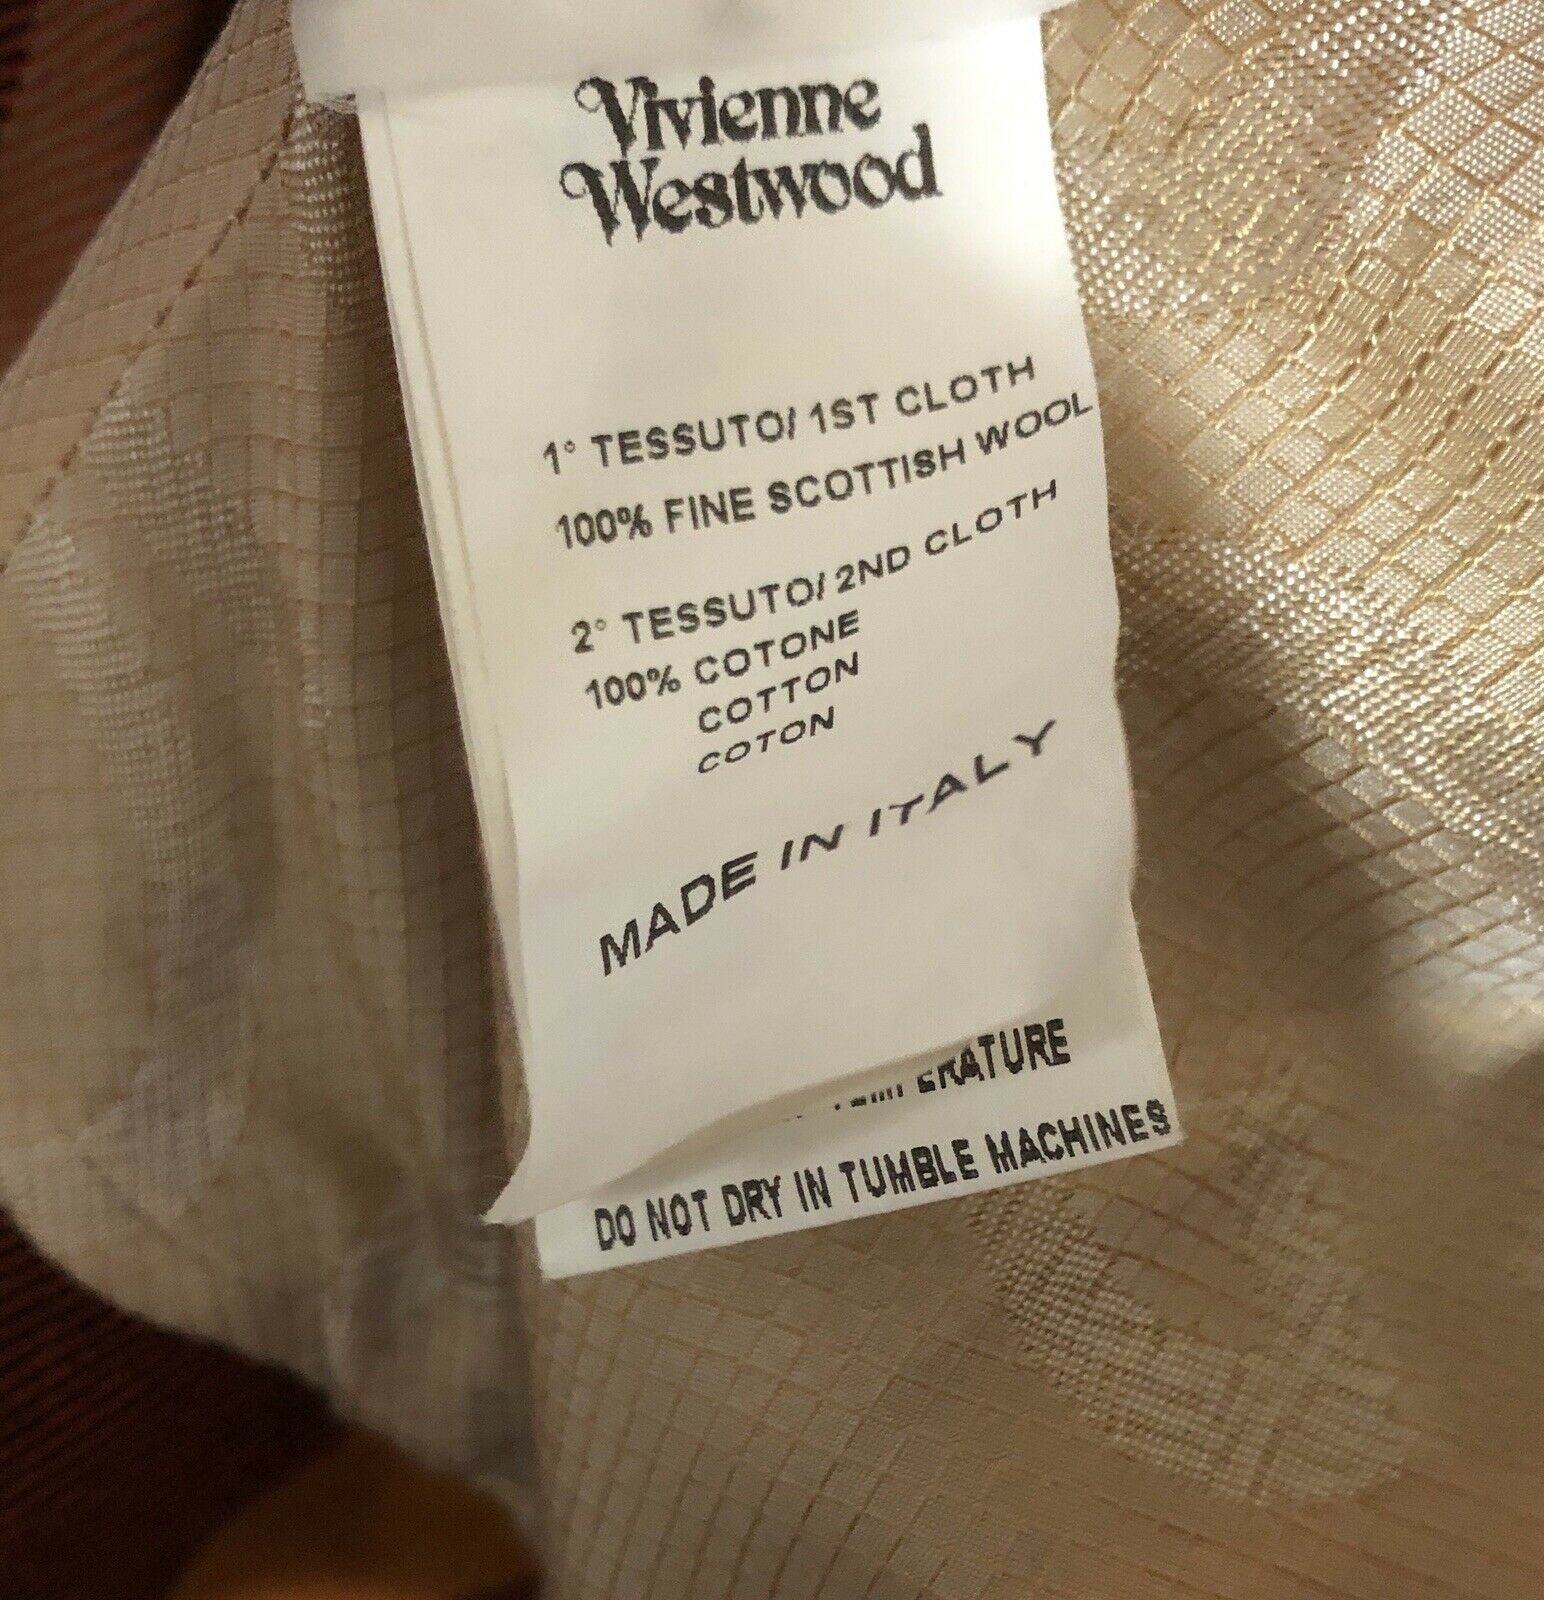 Vivienne
Westwood
1° TESSUTO/ 1ST CLOTH
100% FINE SCOTTISH WOOL
2° TESSUTO/ 2ND CLOTH
100% COTONE
COTTON
COTON
MADE IN ITALY
DO NOT DRY IN TUMBLE MACHINES